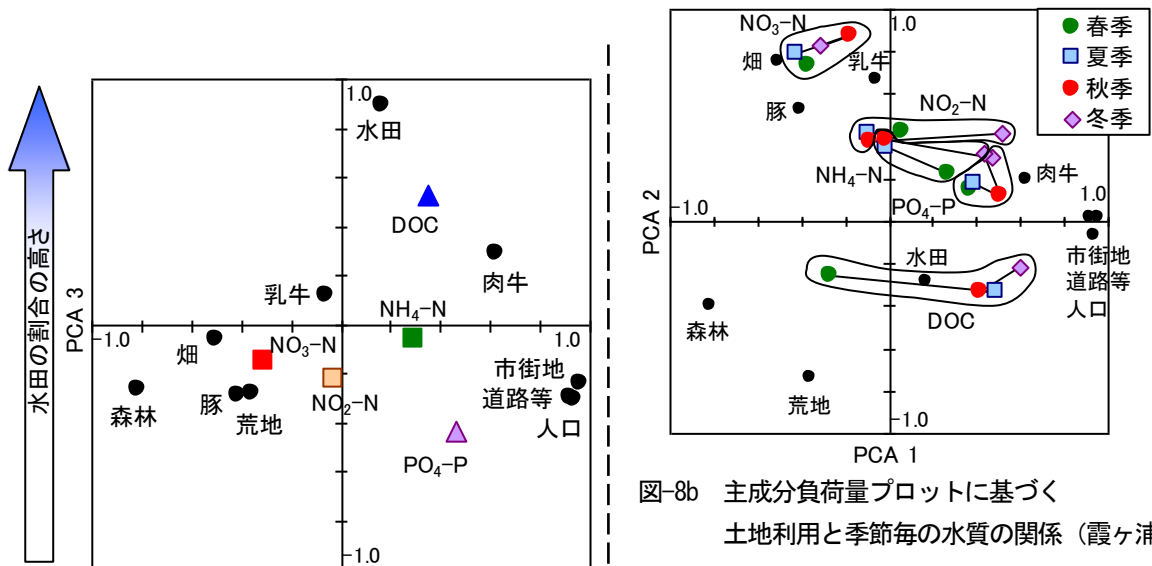 水田の割合の高さ
PCA 3
1.0
水田
DOC
肉牛
乳牛
NH4-N
-1.0
1.0
畑
NO3-N
市街地
道路等
人口
森林
豚
荒地
NO2-N
PO4-P
-1.0
1.0
NO3-N
畑
乳牛
豚
NO2-N
NH4-N
PO4-P
肉牛
-1.0
1.0
PCA 2
水田
市街地
道路等
人口
DOC
森林
荒地
-1.0
PCA 1
春季
夏季
秋季
冬季
図-8b 主成分負荷量プロットに基づく
土地利用と季節毎の水質の関係（霞ヶ浦